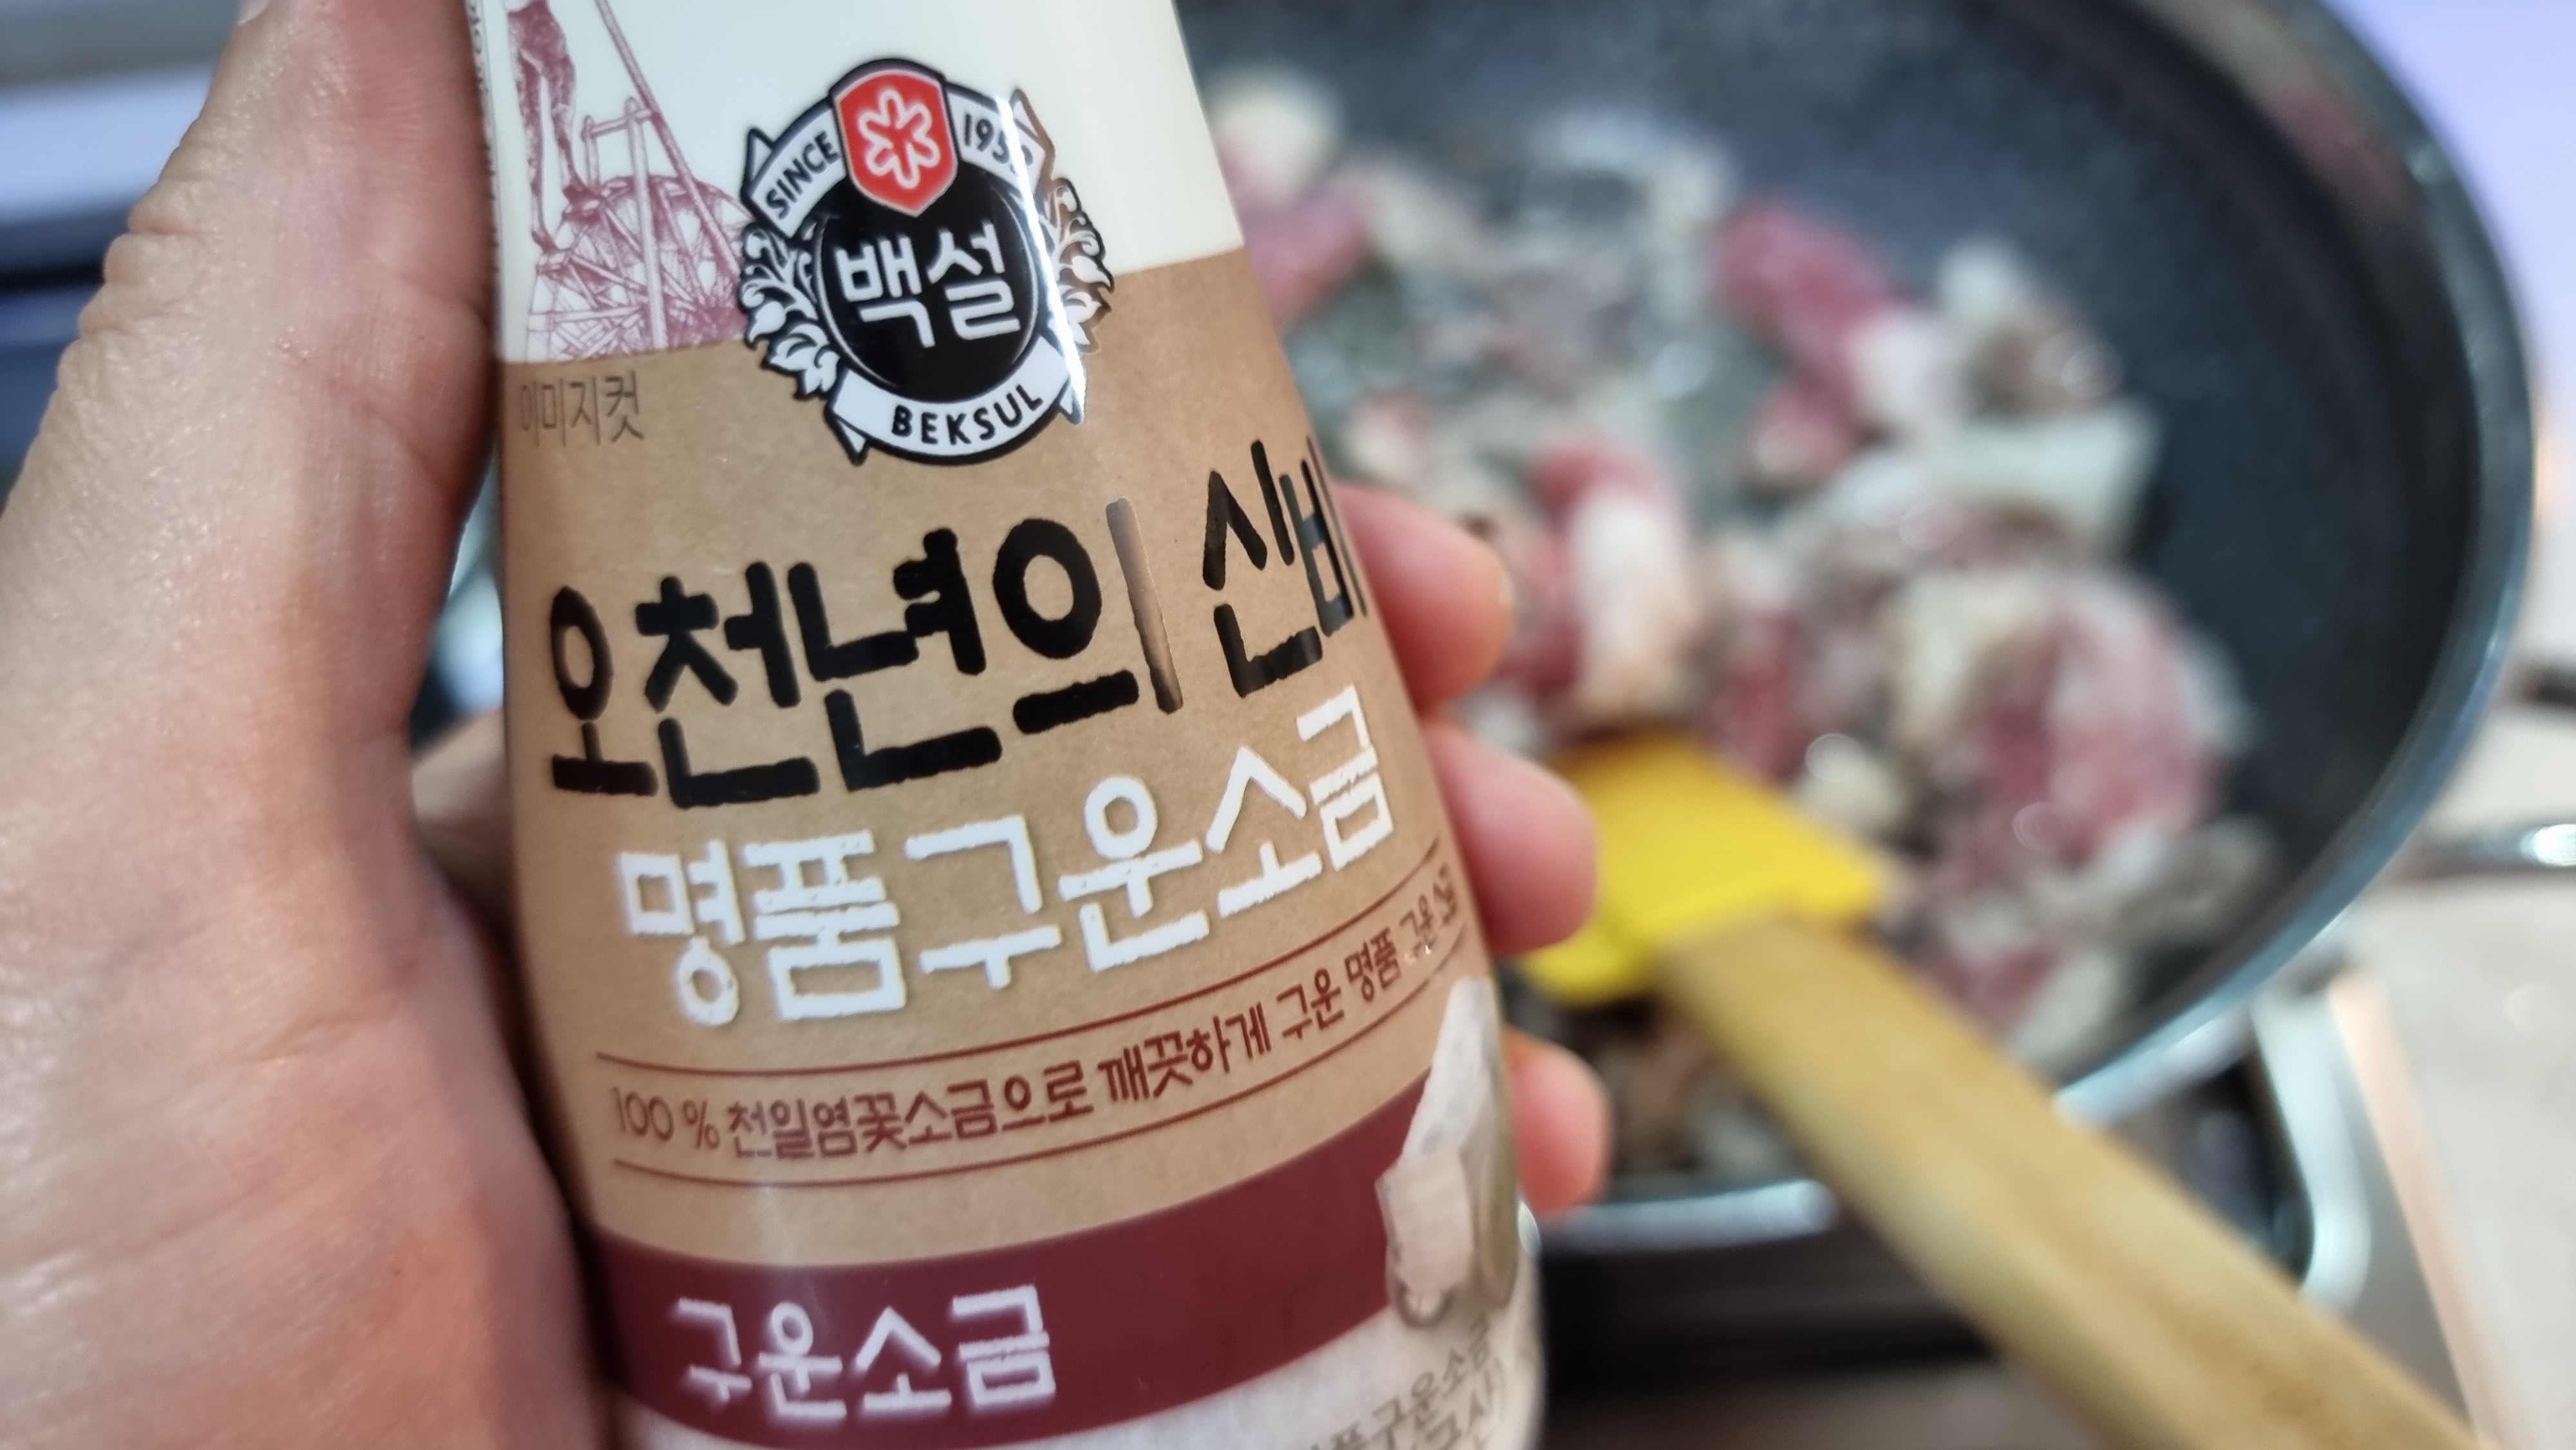 SINCE
백설
BEKSUL
이미지컷
오천년의 신비
명품구운소금
100 % 천일염꽃소금으로 깨끗하게 구운 명품 구운
구운소금